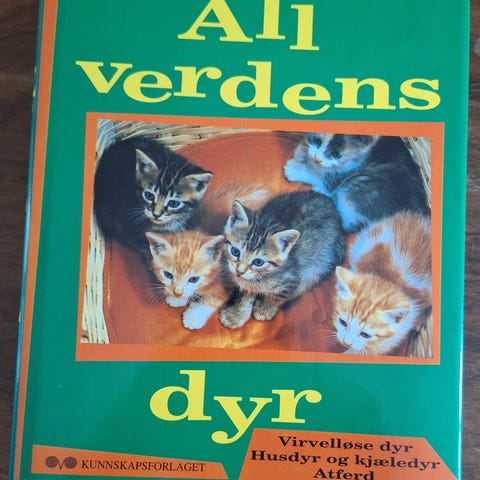 All
verdens
dyr
KUNNSKAPSFORLAGET
Virvelløse dyr
Husdyr og kjæledyr
Atferd